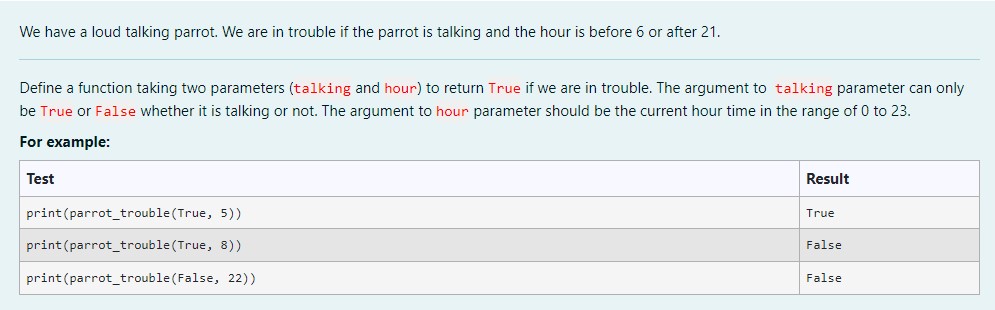 We have a loud talking parrot. We are in trouble if the parrot is talking and the hour is before 6 or after 21.
Define a function taking two parameters (talking and hour) to return True if we are in trouble. The argument to talking parameter can only
be True or False whether it is talking or not. The argument to hour parameter should be the current hour time in the range of 0 to 23.
For example:
Test Result
print(parrot_trouble(True, 5)) True
print(parrot_trouble(True, 8)) False
print(parrot_trouble(False, 22)) False